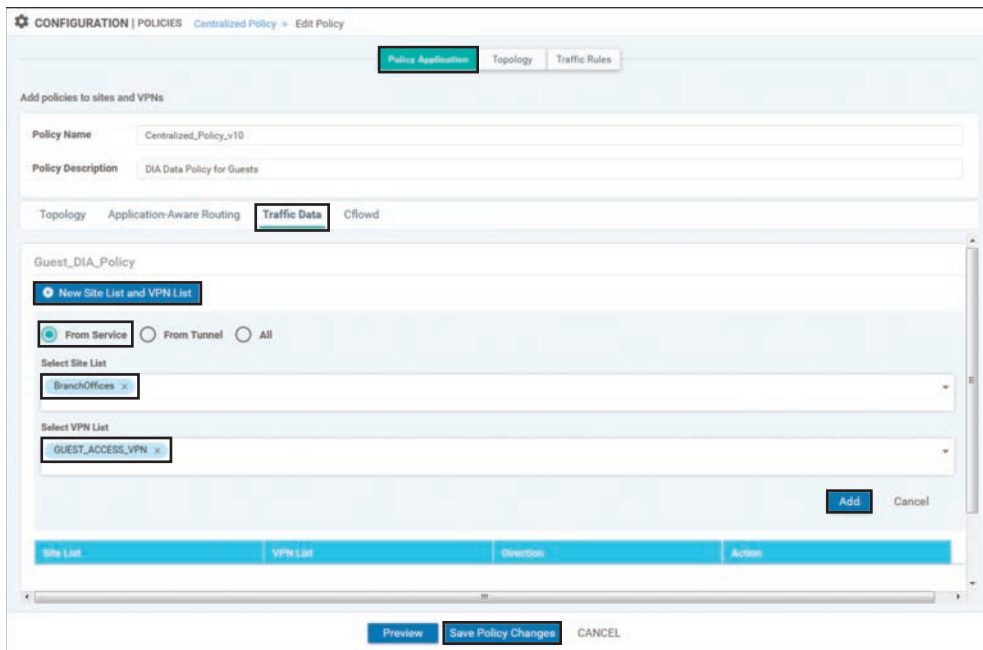 CONFIGURATION | POLICIES Centralized Policy > Edit Policy
Policy Application Topology Traffic Rules
Add policies to sites and VPNs
Policy Name Centralized_Policy_v10
Policy Description DIA Data Policy for Guests
Topology Application-Aware Routing Traffic Data Cflowd
Guest_DIA_Policy
New Site List and VPN List
From Service From Tunnel All
Select Site List
BranchOffices ×
Select VPN List
GUEST_ACCESS_VPN ×
Add Cancel
Site List VPN List Direction Action
Preview Save Policy Changes CANCEL